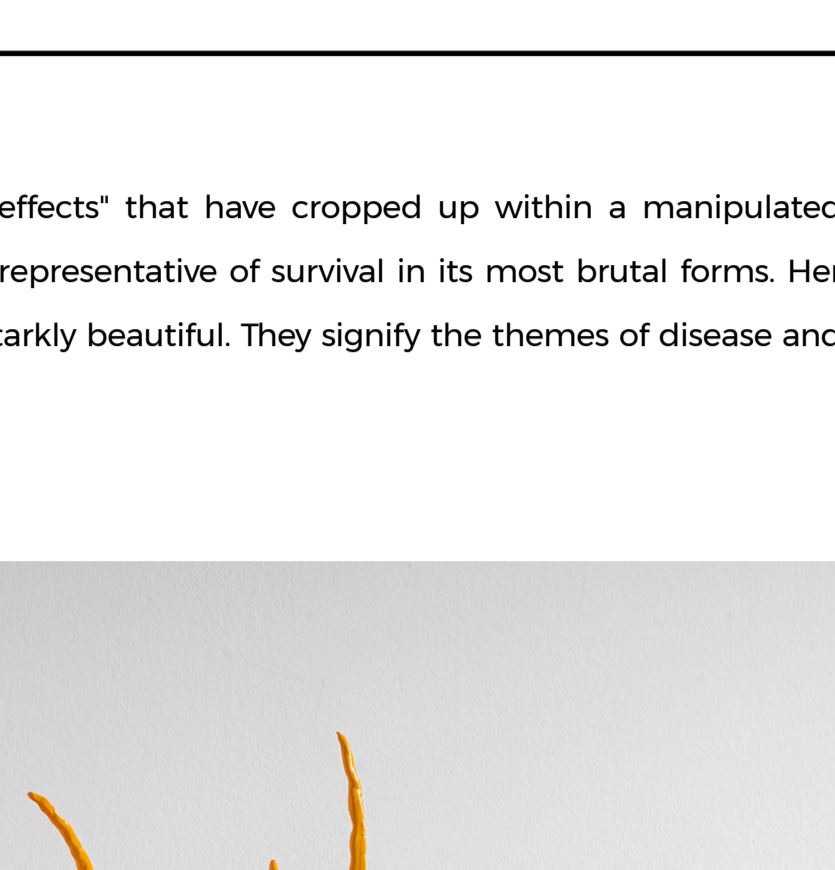 effects" that have cropped up within a manipulated
representative of survival in its most brutal forms. Her
tarkly beautiful. They signify the themes of disease and